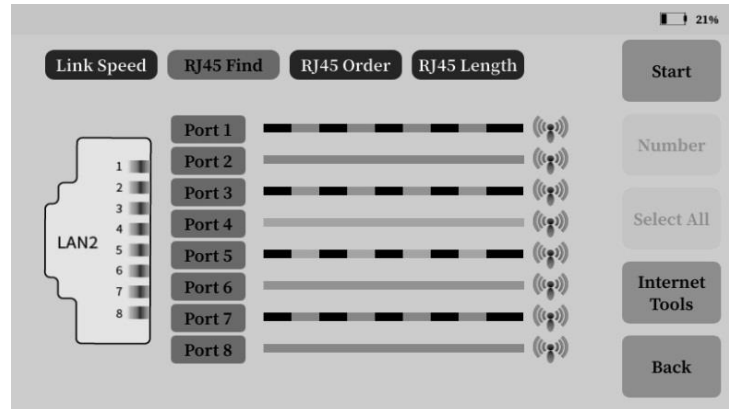 21%
Link Speed
RJ45 Find
RJ45 Order
RJ45 Length
Start
Number
Select All
Internet
Tools
Back
LAN2
1
2
3
4
5
6
7
8
Port 1
Port 2
Port 3
Port 4
Port 5
Port 6
Port 7
Port 8